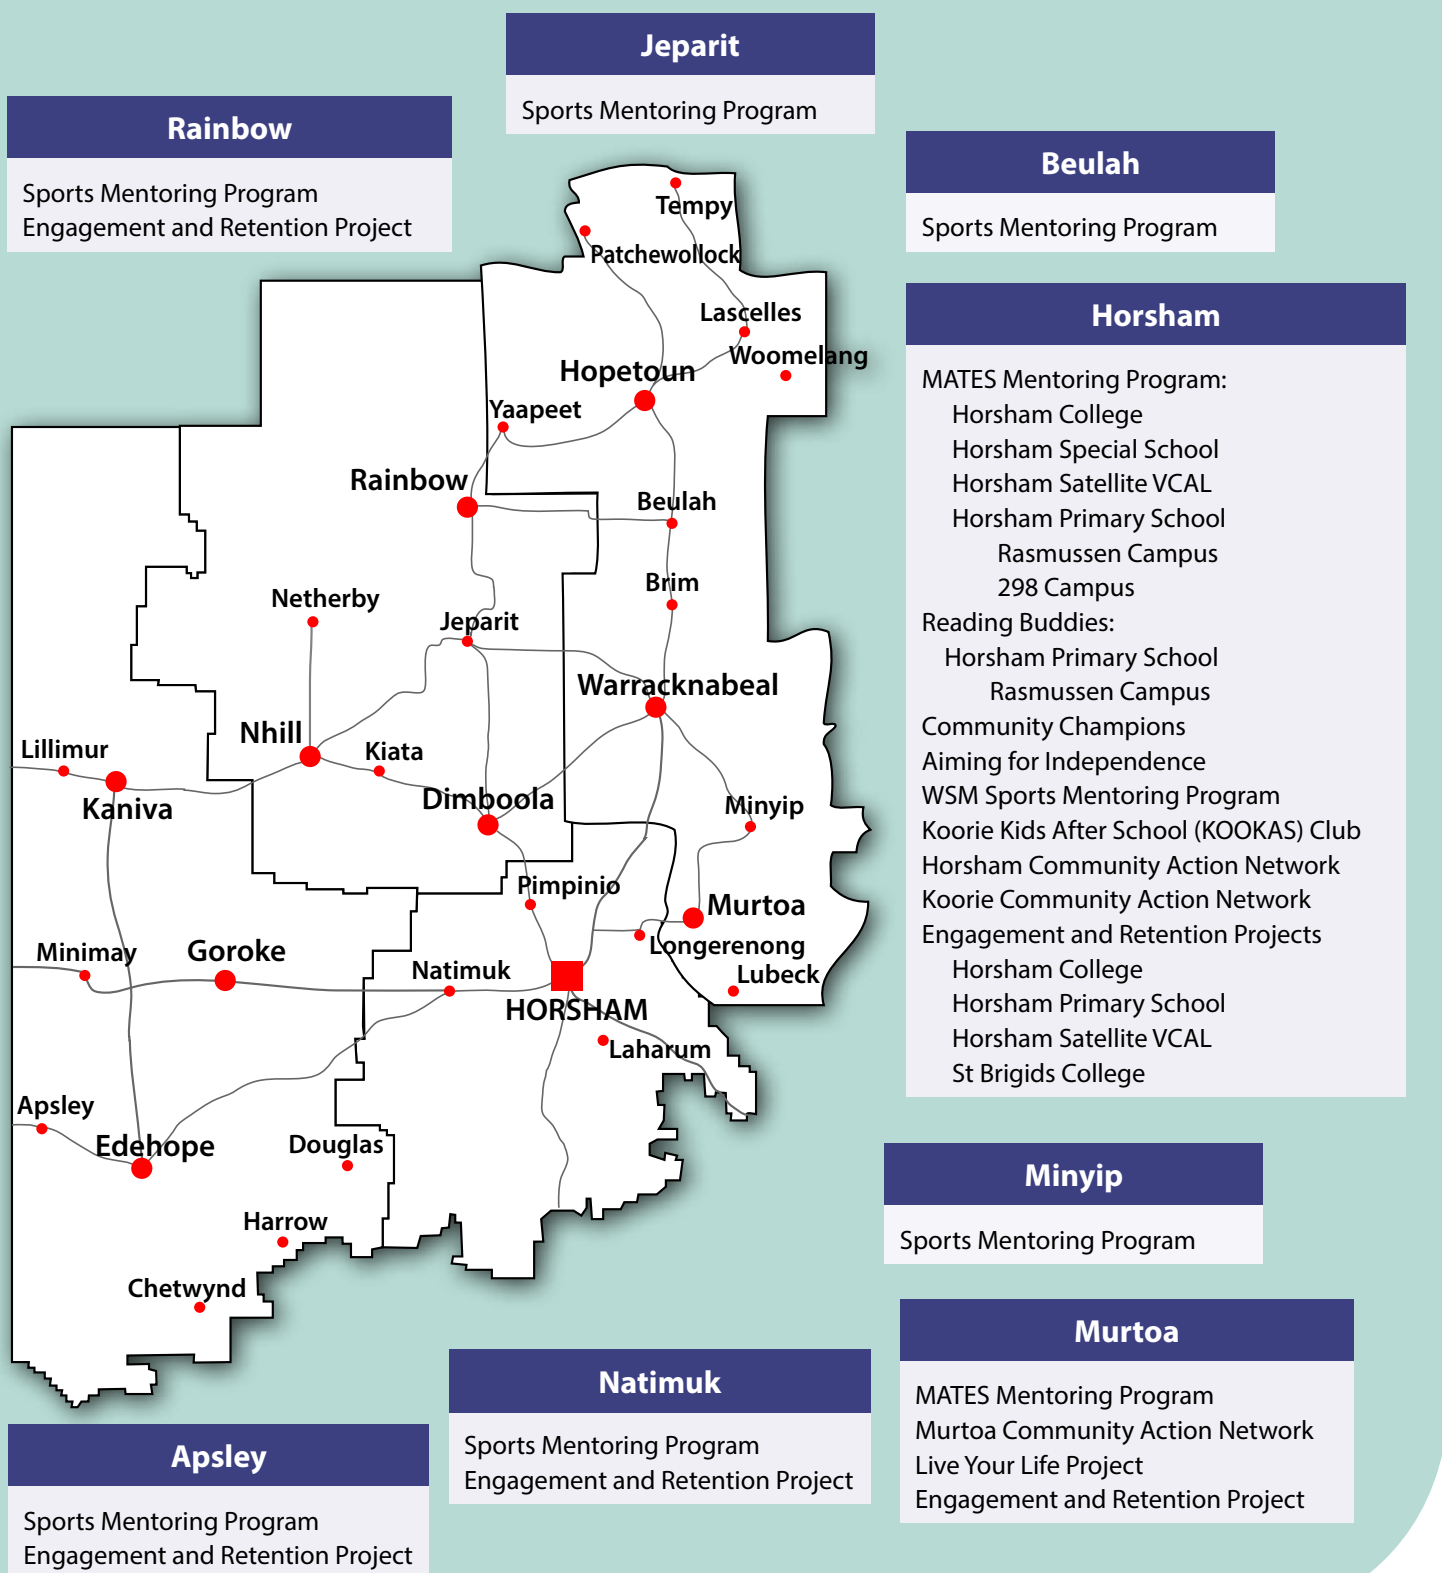 Jeparit
Sports Mentoring Program
Rainbow
Sports Mentoring Program
Engagement and Retention Project
Beulah
Sports Mentoring Program
Horsham
MATES Mentoring Program:
Horsham College
Horsham Special School
Horsham Satellite VCAL
Horsham Primary School
Rasmussen Campus
298 Campus
Reading Buddies:
Horsham Primary School
Rasmussen Campus
Community Champions
Aiming for Independence
WSM Sports Mentoring Program
Koorie Kids After School (KOOKAS) Club
Horsham Community Action Network
Koorie Community Action Network
Engagement and Retention Projects
Horsham College
Horsham Primary School
Horsham Satellite VCAL
St Brigids College
Tempy
Patchewollock
Lascelles
Woomelang
Hopetoun
Yaapeet
Rainbow
Beulah
Brim
Netherby
Jeparit
Warracknabeal
Nhill
Lillimur
Kiata
Kaniva
Dimboola
Minyip
Pimpinio
Murtoa
Minimay
Goroke
Longerenong
Natimuk
Lubeck
HORSHAM
Laharum
Apsley
Edehope
Douglas
Harrow
Chetwynd
Minyip
Sports Mentoring Program
Murtoa
MATES Mentoring Program
Murtoa Community Action Network
Live Your Life Project
Engagement and Retention Project
Natimuk
Sports Mentoring Program
Engagement and Retention Project
Apsley
Sports Mentoring Program
Engagement and Retention Project